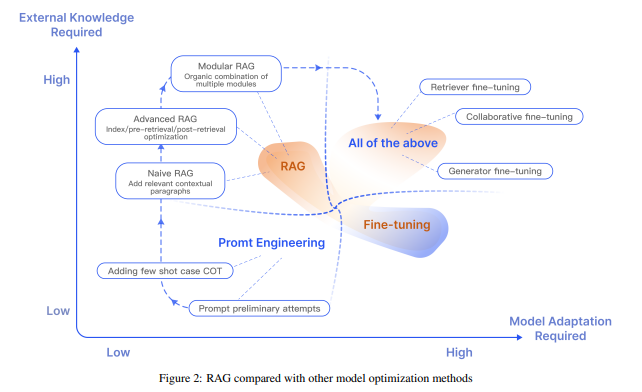 External Knowledge
Required
High
Modular RAG
Organic combination of
multiple modules
Retriever fine-tuning
Collaborative fine-tuning
Advanced RAG
Index/pre-retrieval/post-retrieval
optimization
All of the above
RAG
Generator fine-tuning
Naive RAG
Add relevant contextual
paragraphs
Fine-tuning
Promt Engineering
Adding few shot case COT
Prompt preliminary attempts
Low
Model Adaptation
Required
Low
High
Figure 2: RAG compared with other model optimization methods